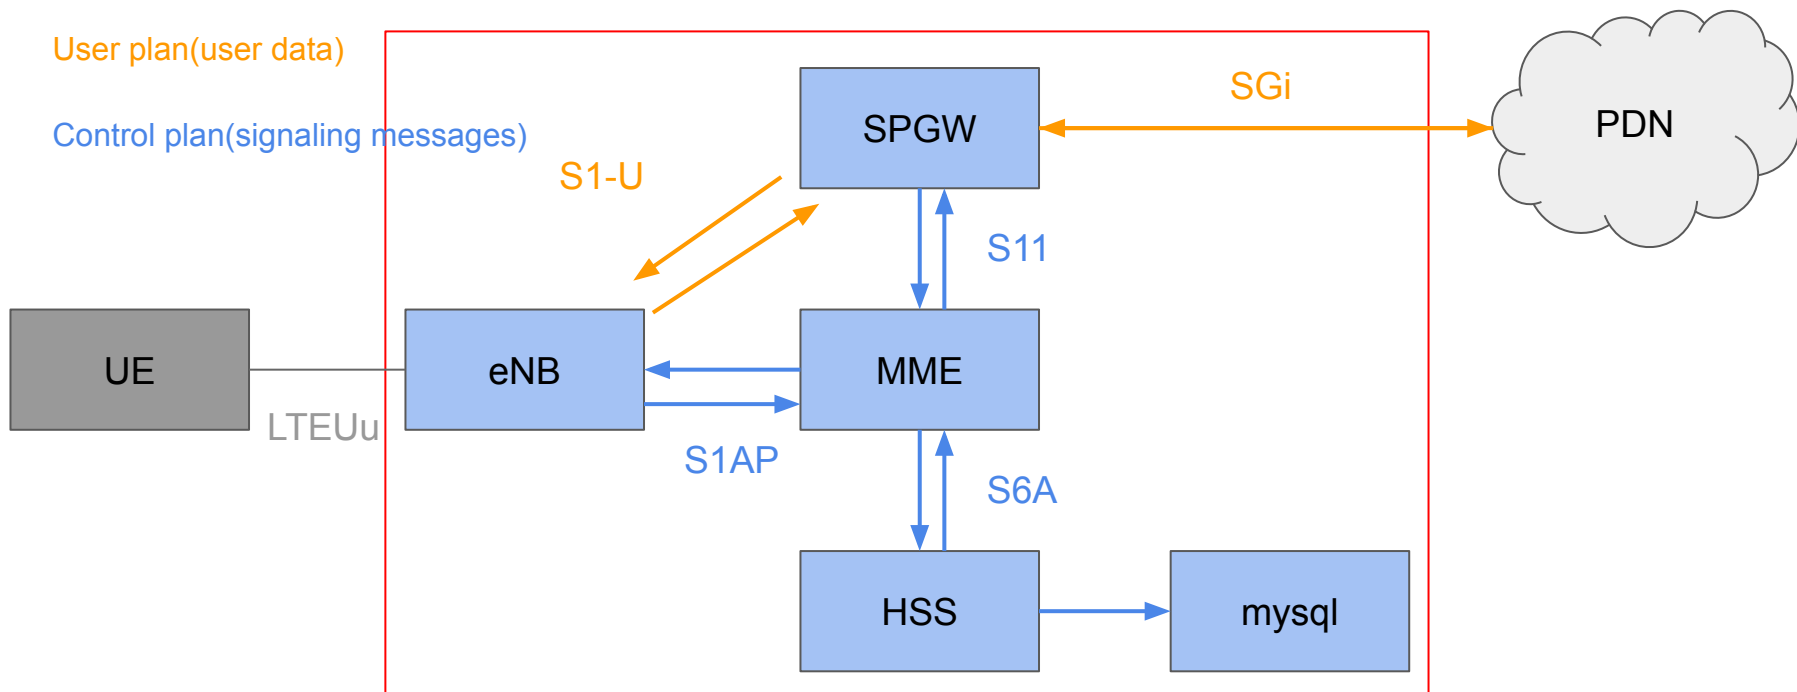 User plan(user data)
Control plan(signaling messages)
SPGW
SGi
PDN
S1-U
S11
UE
LTEUu
eNB
MME
S1AP
S6A
HSS
mysql